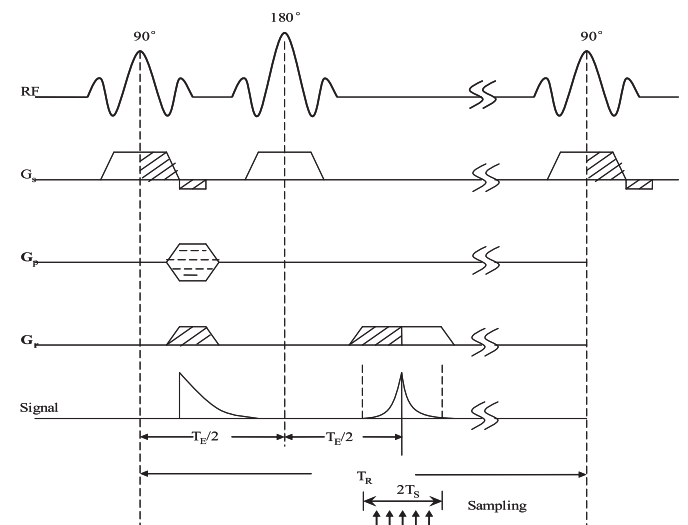 180°
90°
90°
RF
Gs
Gp
Gr
Signal
TE/2
TE/2
TR
2TS
Sampling